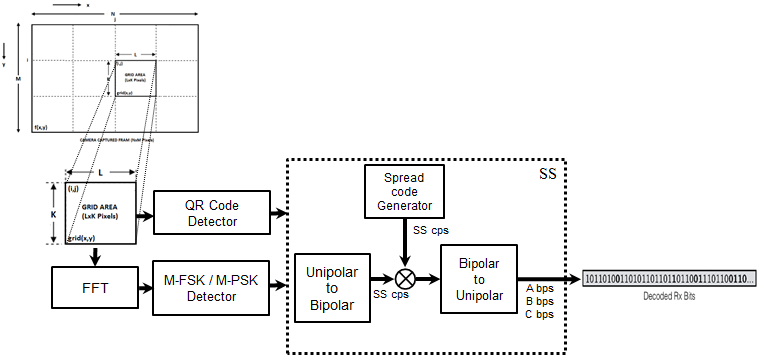 x
N
I
L
Y
M
I
(i,j)
GRID AREA
(LxK Pixels)
K
grid(x,y)
f(x,y)
CAMERA CAPTURED FRAM (NxM Pixels)
L
(i,j)
K
GRID AREA
(LxK Pixels)
grid(x,y)
QR Code
Detector
FFT
M-FSK / M-PSK
Detector
SS
Spread
code
Generator
SS cps
Unipolar
to
Bipolar
SS cps
Bipolar
to
Unipolar
A bps
B bps
C bps
1011010011010110110110110011101100110...
Decoded Rx Bits